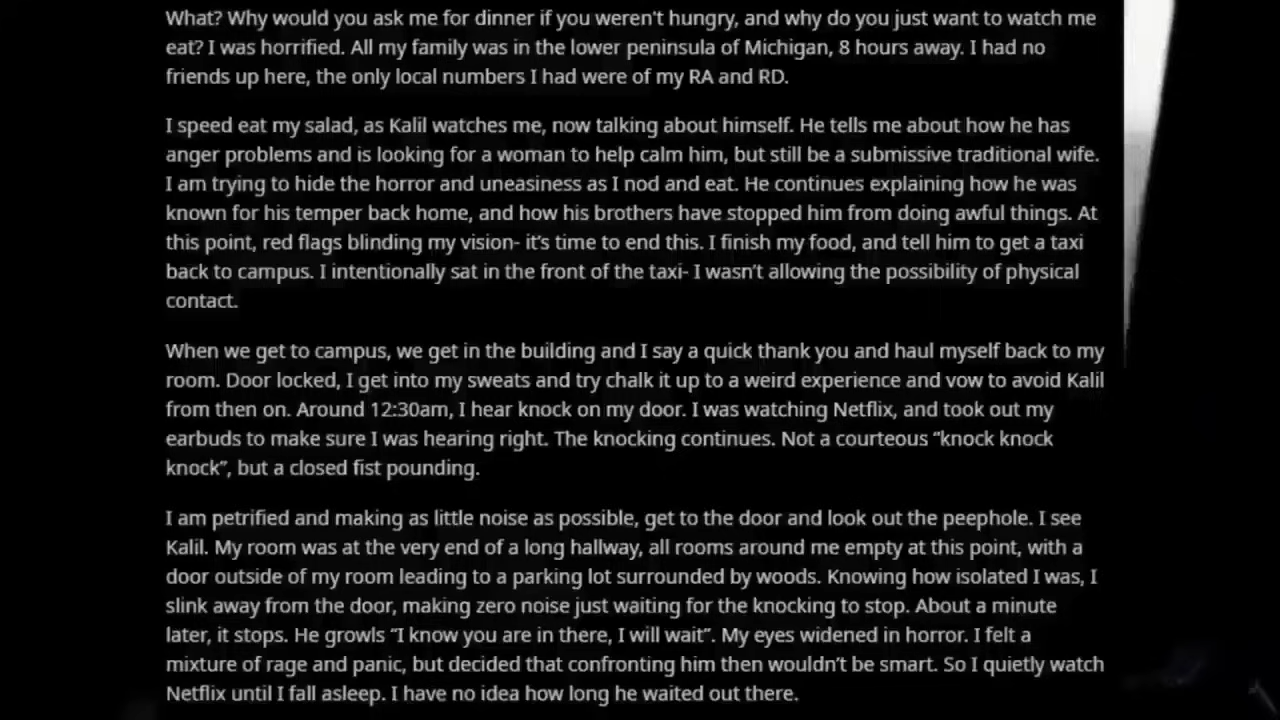 What? Why would you ask me for dinner if you weren't hungry, and why do you just want to watch me
eat? I was horrified. All my family was in the lower peninsula of Michigan, 8 hours away. I had no
friends up here, the only local numbers I had were of my RA and RD.
I speed eat my salad, as Kalil watches me, now talking about himself. He tells me about how he has
anger problems and is looking for a woman to help calm him, but still be a submissive traditional wife.
I am trying to hide the horror and uneasiness as I nod and eat. He continues explaining how he was
known for his temper back home, and how his brothers have stopped him from doing awful things. At
this point, red flags blinding my vision- it's time to end this. I finish my food, and tell him to get a taxi
back to campus. I intentionally sat in the front of the taxi- I wasn't allowing the possibility of physical
contact.
When we get to campus, we get in the building and I say a quick thank you and haul myself back to my
room. Door locked, I get into my sweats and try chalk it up to a weird experience and vow to avoid Kalil
from then on. Around 12:30am, I hear knock on my door. I was watching Netflix, and took out my
earbuds to make sure I was hearing right. The knocking continues. Not a courteous “knock knock
knock”, but a closed fist pounding.
I am petrified and making as little noise as possible, get to the door and look out the peephole. I see
Kalil. My room was at the very end of a long hallway, all rooms around me empty at this point, with a
door outside of my room leading to a parking lot surrounded by woods. Knowing how isolated I was, I
slink away from the door, making zero noise just waiting for the knocking to stop. About a minute
later, it stops. He growls “I know you are in there, I will wait”. My eyes widened in horror. I felt a
mixture of rage and panic, but decided that confronting him then wouldn't be smart. So I quietly watch
Netflix until I fall asleep. I have no idea how long he waited out there.